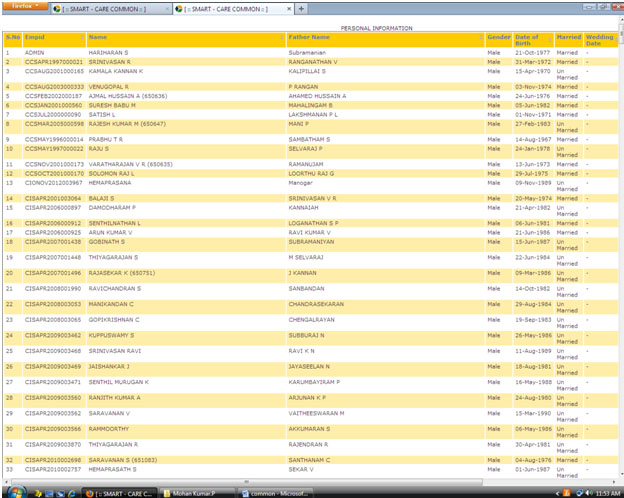 Firefox
[ :: SMART - CARE COMMON :: ]
[ :: SMART - CARE COMMON :: ]
PERSONAL INFORMATION
S.No Empid Name Father Name Gender Date of Birth Married Wedding Date
1 ADMIN HARIHARAN S Subramanian Male 21-Oct-1977 Married -
2 CCSAPR1997000021 SRINIVASAN R RANGANATHAN V Male 31-Mar-1972 Married -
3 CCSAUG2001000165 KAMALA KANNAN K KALIPILLAI S Male 15-Apr-1970 Un Married -
4 CCSAUG2003000333 VENUGOPAL R P RANGAN Male 03-Nov-1974 Married -
5 CCSFEB2002000187 AJMAL HUSSAIN A (650636) AHAMED HUSSAIN A Male 24-Jun-1976 Married -
6 CCSJAN2001000560 SURESH BABU M MAHALINGAM B Male 05-Jun-1982 Married -
7 CCSJUL2000000090 SATISH L LAKSHMANAN P L Male 01-Nov-1971 Married -
8 CCSMAR2005000598 RAJESH KUMAR M (650647) MANI P Male 27-Feb-1983 Un Married -
9 CCSMAY1996000014 PRABHU T R SAMBATHAM S Male 14-Aug-1967 Married -
10 CCSMAY1997000022 RAJU S SELVARAJ P Male 24-Jan-1978 Un Married -
11 CCSNOV2001000173 VARATHARAJAN V R (650635) RAMANUJAM Male 13-Jun-1973 Married -
12 CCSOCT2001000170 SOLOMON RAJ L LOORTHU RAJ G Male 29-Jul-1975 Married -
13 CIONOV2012003967 HEMAPRASANA Manogar Male 09-Nov-1989 Un Married -
14 CISAPR2001003064 BALAJI S SRINIVASAN V R Male 20-May-1974 Married -
15 CISAPR2006000897 DAMODHARAM P KANNAIAH Male 21-Apr-1982 Un Married -
16 CISAPR2006000912 SENTHILNATHAN L LOGANATHAN S P Male 06-Jun-1981 Married -
17 CISAPR2006000925 ARUN KUMAR V RAVI KUMAR V Male 21-Jun-1986 Married -
18 CISAPR2007001438 GOBINATH S SUBRAMANIYAN Male 15-Jun-1987 Un Married -
19 CISAPR2007001448 THIYAGARAJAN S M SELVARAJ Male 22-Jun-1984 Un Married -
20 CISAPR2007001496 RAJASEKAR K (650751) J KANNAN Male 09-Mar-1986 Un Married -
21 CISAPR2008001990 RAVICHANDRAN S SANBANDAN Male 14-Oct-1982 Un Married -
22 CISAPR2008003053 MANIKANDAN C CHANDRASEKARAN Male 29-Aug-1984 Un Married -
23 CISAPR2008003065 GOPIKRISHNAN C CHENGALRAYAN Male 19-Sep-1983 Un Married -
24 CISAPR2009003462 KUPPUSWAMY S SUBBURAJ N Male 26-May-1986 Un Married -
25 CISAPR2009003468 SRINIVASAN RAVI RAVI K N Male 11-Aug-1989 Un Married -
26 CISAPR2009003469 JAISHANKAR J JAYASEELAN N Male 18-Aug-1981 Un Married -
27 CISAPR2009003471 SENTHIL MURUGAN K KARUMBAYIRAM P Male 16-May-1988 Un Married -
28 CISAPR2009003560 RANJITH KUMAR A ARJUNAN K P Male 24-Aug-1980 Un Married -
29 CISAPR2009003562 SARAVANAN V VAITHEESWARAN M Male 15-Mar-1990 Un Married -
30 CISAPR2009003566 RAMMOORTHY AKKUMARAN S Male 06-May-1986 Un Married -
31 CISAPR2009003870 THIYAGARAJAN R RAJENDRAN R Male 30-Apr-1981 Un Married -
32 CISAPR2010002698 SARAVANAN S (651083) SANTHANAM C Male 04-Aug-1976 Married -
33 CISAPR2010002757 HEMAPRASATH S SEKAR V Male 01-Jun-1987 Un Married -
[ :: SMART - CARE C... Mohan Kumar.P common - Microsof... 11:53 AM